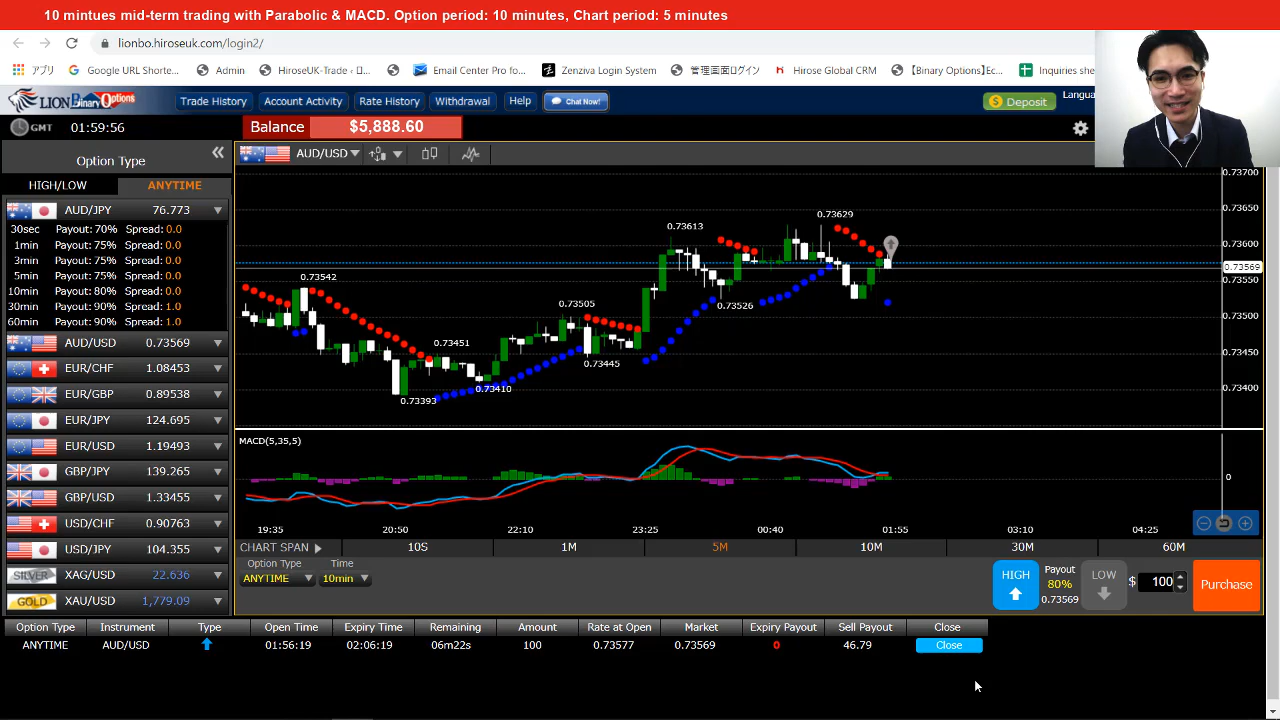 10 mintues mid-term trading with Parabolic & MACD. Option period: 10 minutes, Chart period: 5 minutes
lionbo.hiroseuk.com/login2/
アプリ Google URL Shorte... Admin HiroseUK-Trade ‹ ロ... Email Center Pro fo... Zenziva Login System 管理画面ログイン Hirose Global CRM 【Binary Options】Ec... Inquiries shee
LION Binary Options Trade History Account Activity Rate History Withdrawal Help Chat Now! Deposit Langua
GMT 01:59:56 Balance $5,888.60
Option Type AUD/USD
HIGH/LOW ANYTIME
AUD/JPY 76.773
30sec Payout: 70% Spread: 0.0
1min Payout: 75% Spread: 0.0
3min Payout: 75% Spread: 0.0
5min Payout: 75% Spread: 0.0
10min Payout: 80% Spread: 0.0
30min Payout: 90% Spread: 1.0
60min Payout: 90% Spread: 1.0
AUD/USD 0.73569
EUR/CHF 1.08453
EUR/GBP 0.89538
EUR/JPY 124.695
EUR/USD 1.19493
GBP/JPY 139.265
GBP/USD 1.33455
USD/CHF 0.90722
USD/JPY 104.355
SILVER XAG/USD 22.636
GOLD XAU/USD 1,779.09
0.73700
0.73650
0.73600
0.73569
0.73550
0.73500
0.73450
0.73400
0.73542
0.73393
0.73451
0.73410
0.73505
0.73445
0.73613
0.73526
0.73629
MACD(5,35,5)
0
19:35 20:50 22:10 23:25 00:40 01:55 03:10 04:25
CHART SPAN 10S 1M 5M 10M 30M 60M
Option Type Time
ANYTIME 10min
HIGH Payout 80% 0.73569 LOW $ 100 Purchase
Option Type Instrument Type Open Time Expiry Time Remaining Amount Rate at Open Market Expiry Payout Sell Payout Close
ANYTIME AUD/USD 01:56:19 02:06:19 06m22s 100 0.73577 0.73569 0 46.79 Close